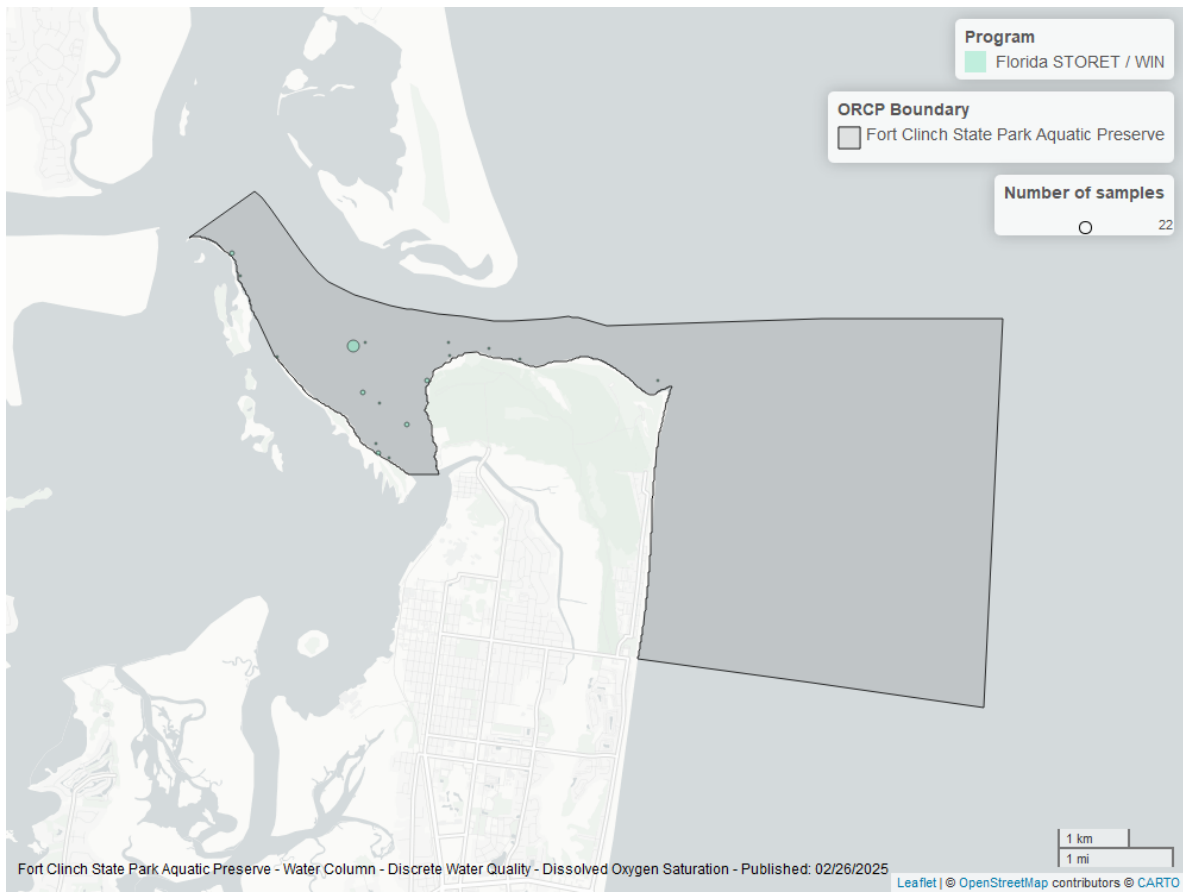 Program
Florida STORET / WIN
ORCP Boundary
Fort Clinch State Park Aquatic Preserve
Number of samples
22
1 km
1 mi
Fort Clinch State Park Aquatic Preserve - Water Column - Discrete Water Quality - Dissolved Oxygen Saturation - Published: 02/26/2025
Leaflet | © OpenStreetMap contributors © CARTO